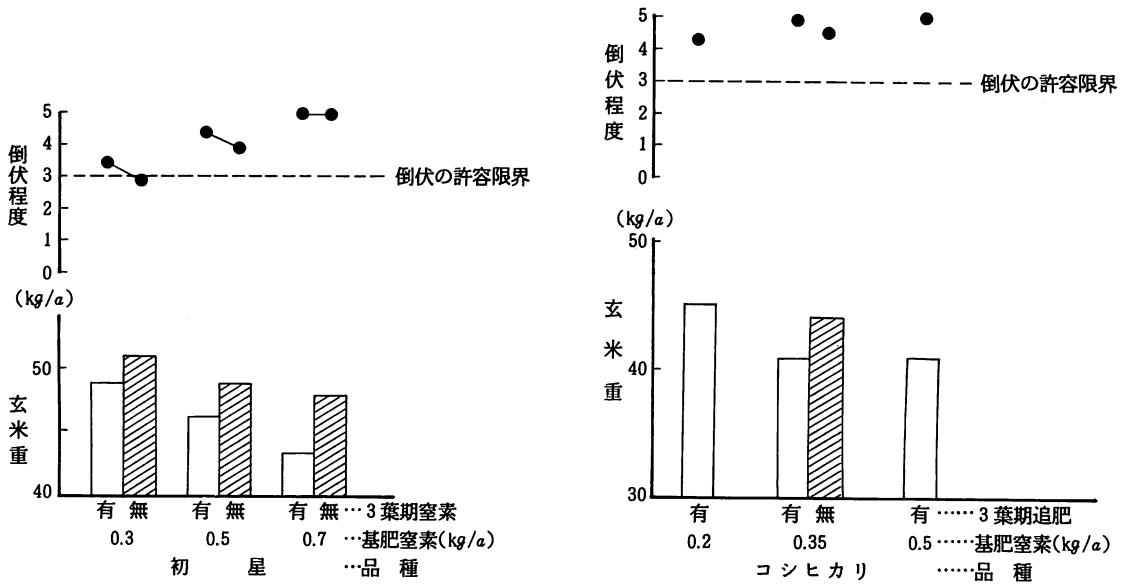 倒伏程度
5
4
3
2
1
0
倒伏の許容限界
(kg/a)
玄米重
50
40
有 無 有 無 有 無 …3葉期窒素
0.3 0.5 0.7 …基肥窒素(kg/a)
初星 …品種
倒伏程度
5
4
3
2
1
0
倒伏の許容限界
(kg/a)
玄米重
50
40
30
有 有 無 有 ……3葉期追肥
0.2 0.35 0.5 ……基肥窒素(kg/a)
コシヒカリ ……品種